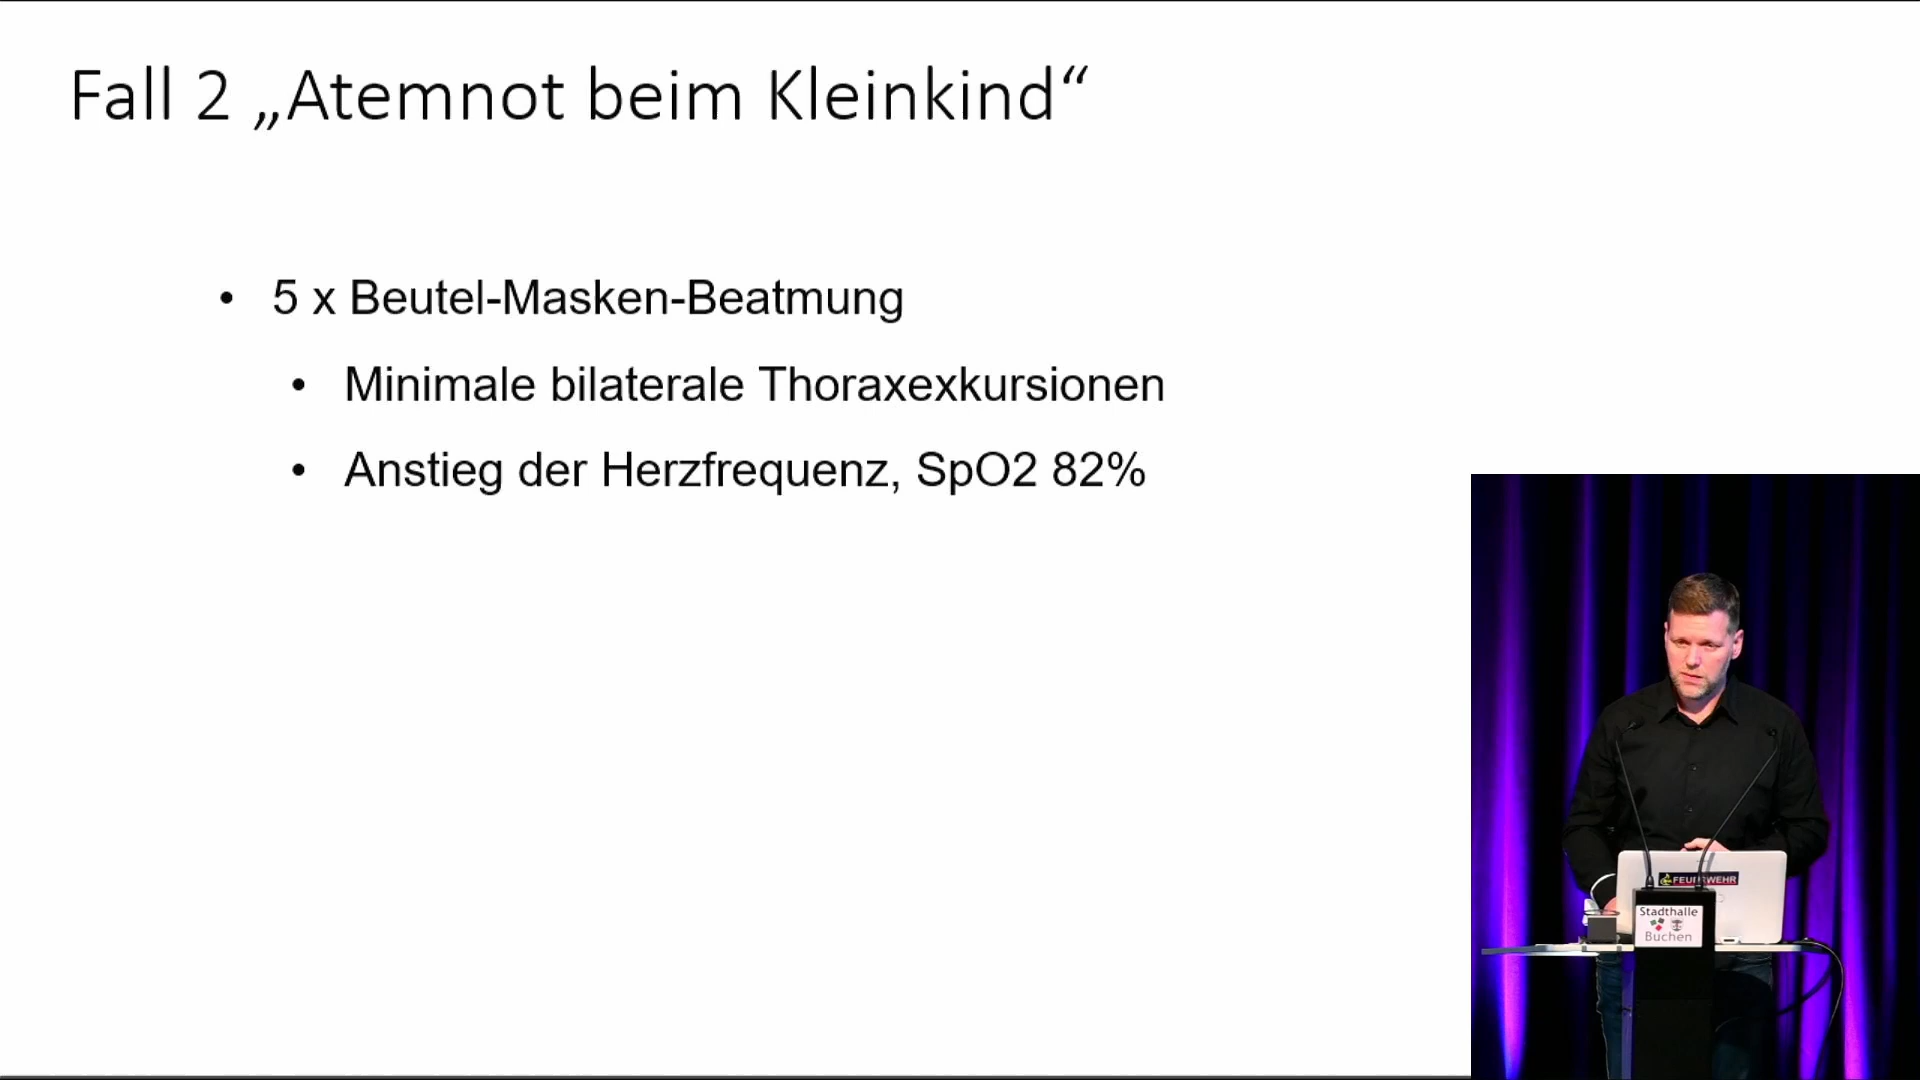 Fall 2 „Atemnot beim Kleinkind“
• 5 x Beutel-Masken-Beatmung
• Minimale bilaterale Thoraxexkursionen
• Anstieg der Herzfrequenz, SpO2 82%
FEUERWEHR
Stadthalle
Buchen